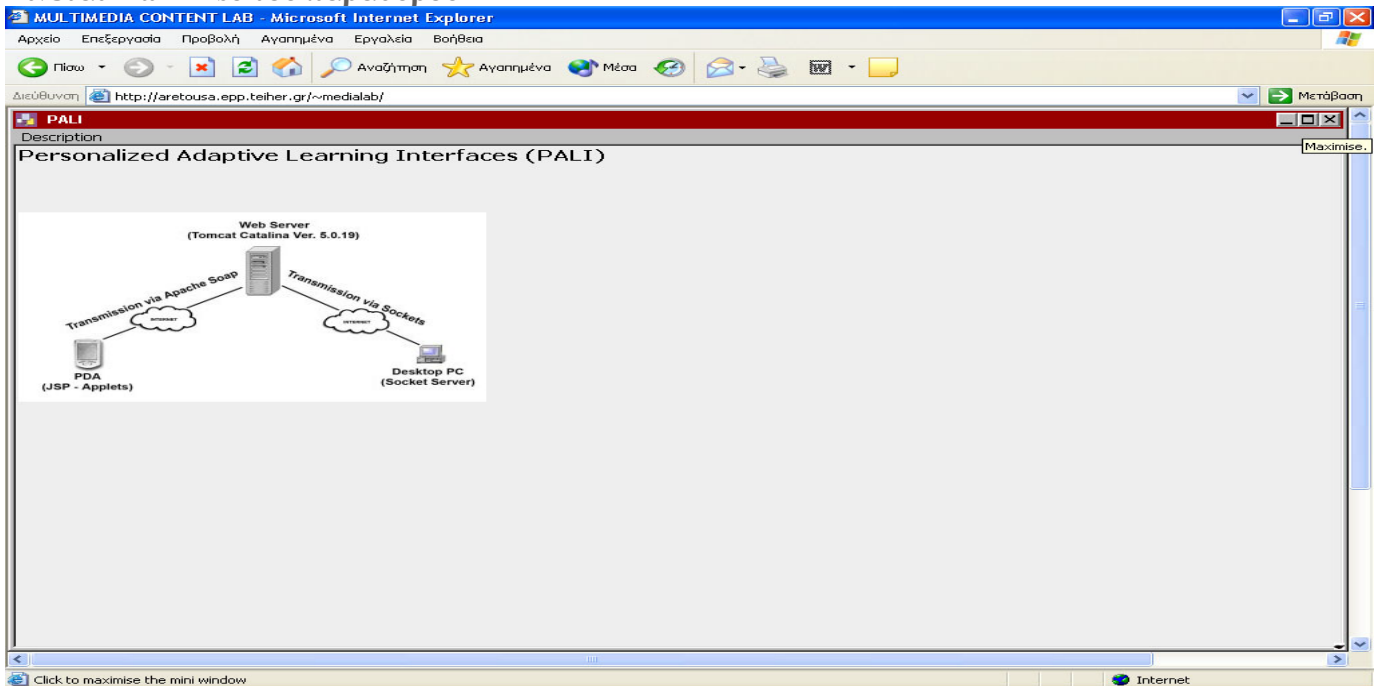 MULTIMEDIA CONTENT LAB - Microsoft Internet Explorer
Αρχείο Επεξεργασία Προβολή Αγαπημένα Εργαλεία Βοήθεια
Πίσω Αναζήτηση Αγαπημένα Μέσα
Διεύθυνση http://aretousa.epp.teiher.gr/~medialab/ Μετάβαση
PALI
Description
Maximise.
Personalized Adaptive Learning Interfaces (PALI)
Web Server
(Tomcat Catalina Ver. 5.0.19)
Transmission via Apache Soap
Transmission via Sockets
INTERNET
INTERNET
PDA
(JSP - Applets)
Desktop PC
(Socket Server)
Click to maximise the mini window Internet